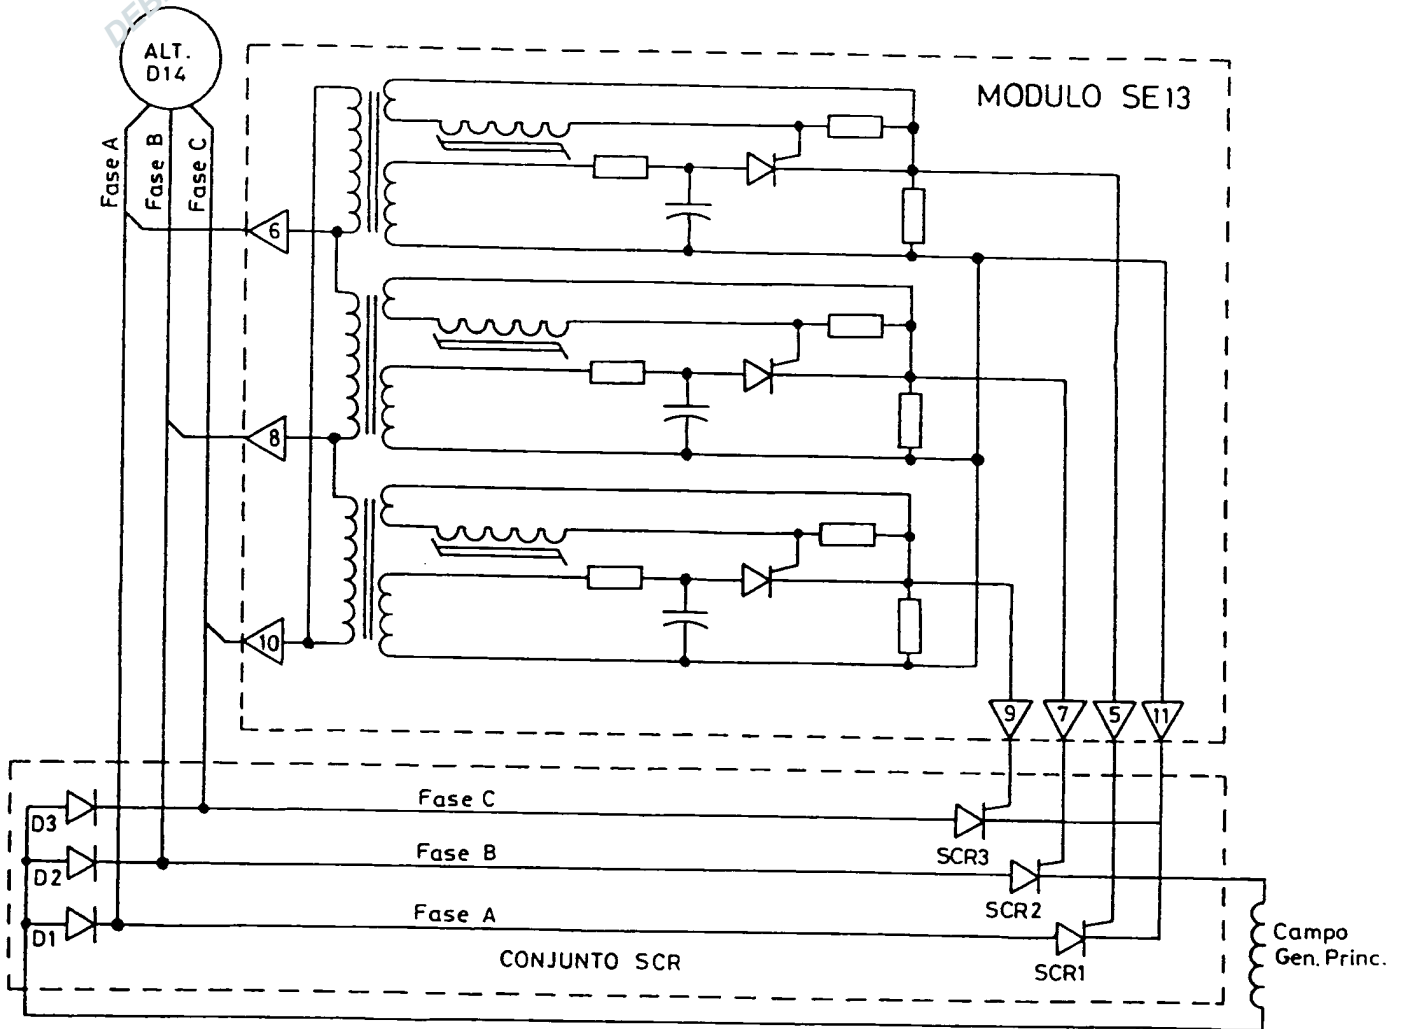 DEB
ALT.
D14
MODULO SE13
Fase A
Fase B
Fase C
6
8
10
9
7
5
11
Fase C
D3
SCR3
Fase B
D2
SCR2
Fase A
D1
SCR1
CONJUNTO SCR
Campo
Gen. Princ.